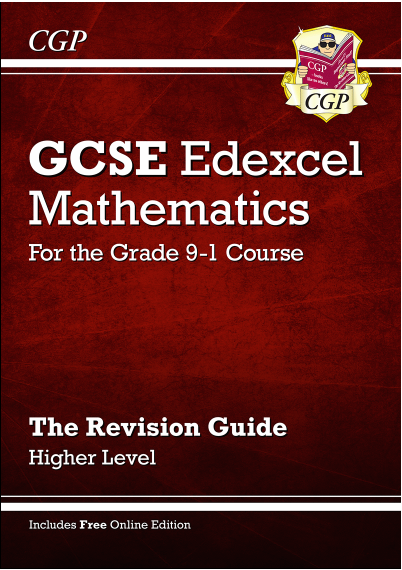 CGP
CGP
CGP
GCSE Edexcel
Mathematics
For the Grade 9-1 Course
The Revision Guide
Higher Level
Includes Free Online Edition